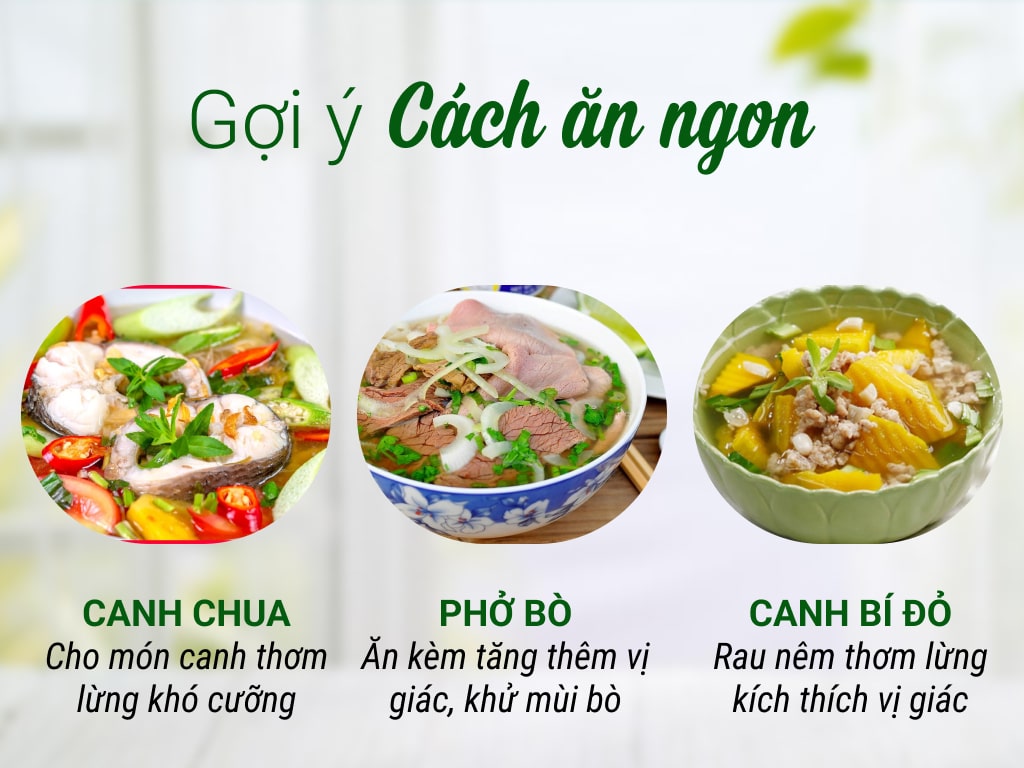 Gợi ý Cách ăn ngon
CANH CHUA
Cho món canh thơm
lừng khó cưỡng
PHỞ BÒ
Ăn kèm tăng thêm vị
giác, khử mùi bò
CANH BÍ ĐỎ
Rau nêm thơm lừng
kích thích vị giác